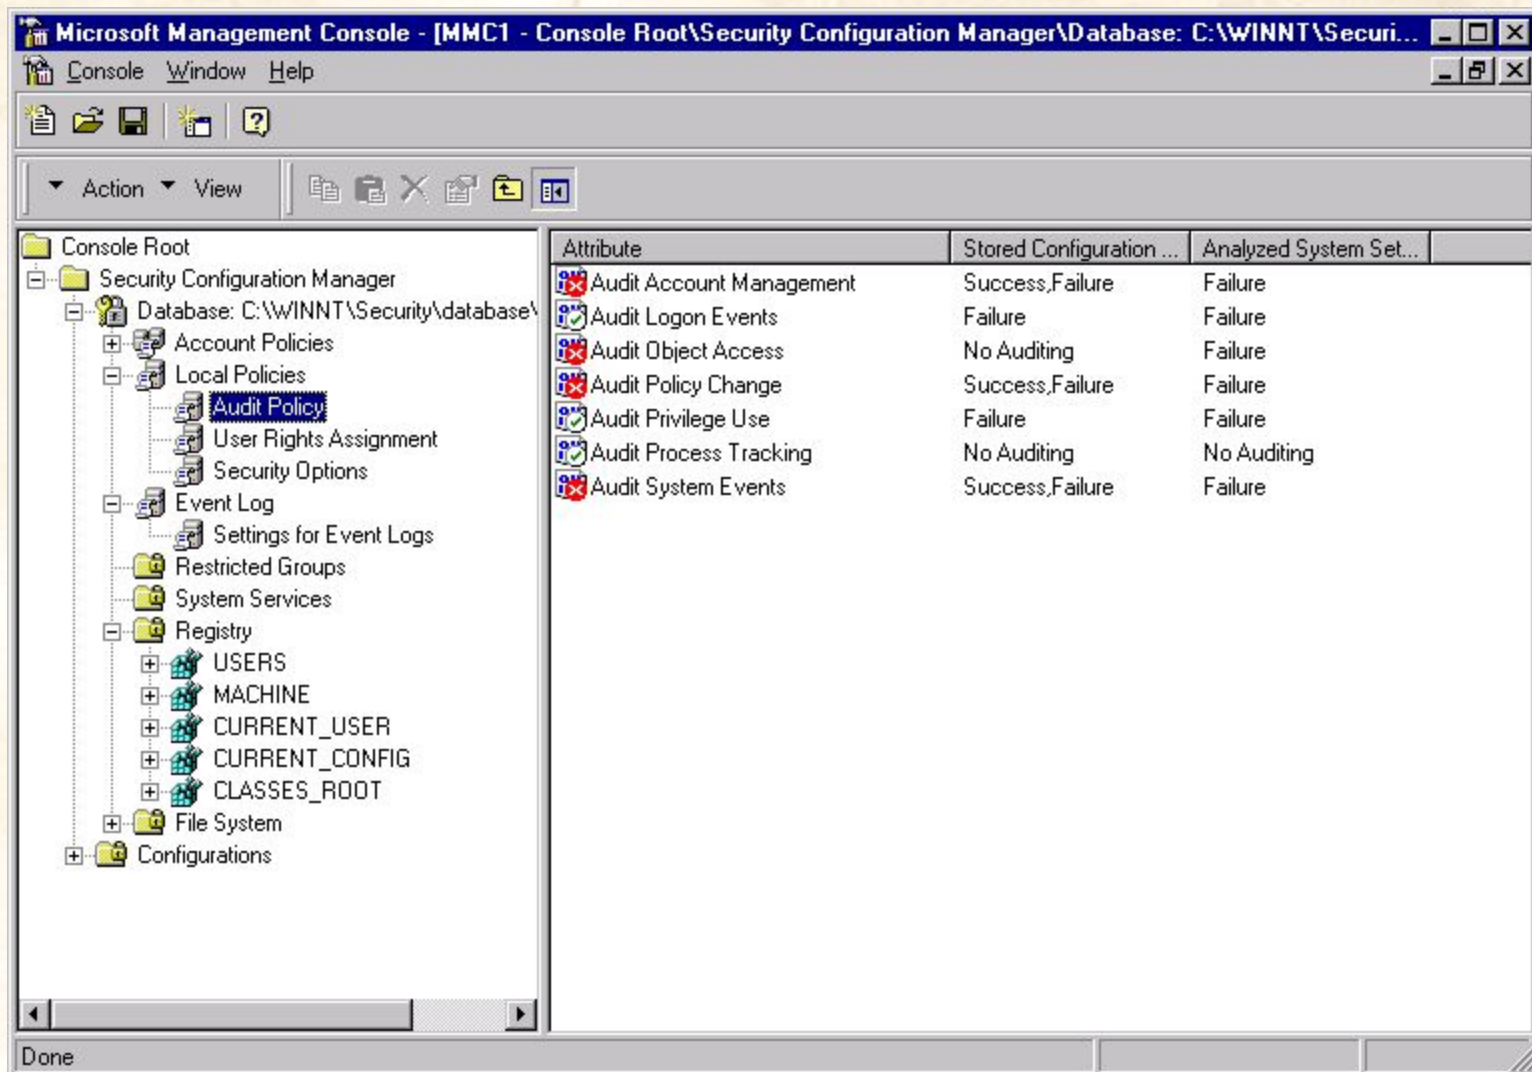 Microsoft Management Console - [MMC1 - Console Root\Security Configuration Manager\Database: C:\WINNT\Securi...
Console Window Help
Action View
Console Root
Security Configuration Manager
Database: C:\WINNT\Security\database\
Account Policies
Local Policies
Audit Policy
User Rights Assignment
Security Options
Event Log
Settings for Event Logs
Restricted Groups
System Services
Registry
USERS
MACHINE
CURRENT_USER
CURRENT_CONFIG
CLASSES_ROOT
File System
Configurations
Attribute Stored Configuration ... Analyzed System Set...
Audit Account Management Success,Failure Failure
Audit Logon Events Failure Failure
Audit Object Access No Auditing Failure
Audit Policy Change Success,Failure Failure
Audit Privilege Use Failure Failure
Audit Process Tracking No Auditing No Auditing
Audit System Events Success,Failure Failure
Done